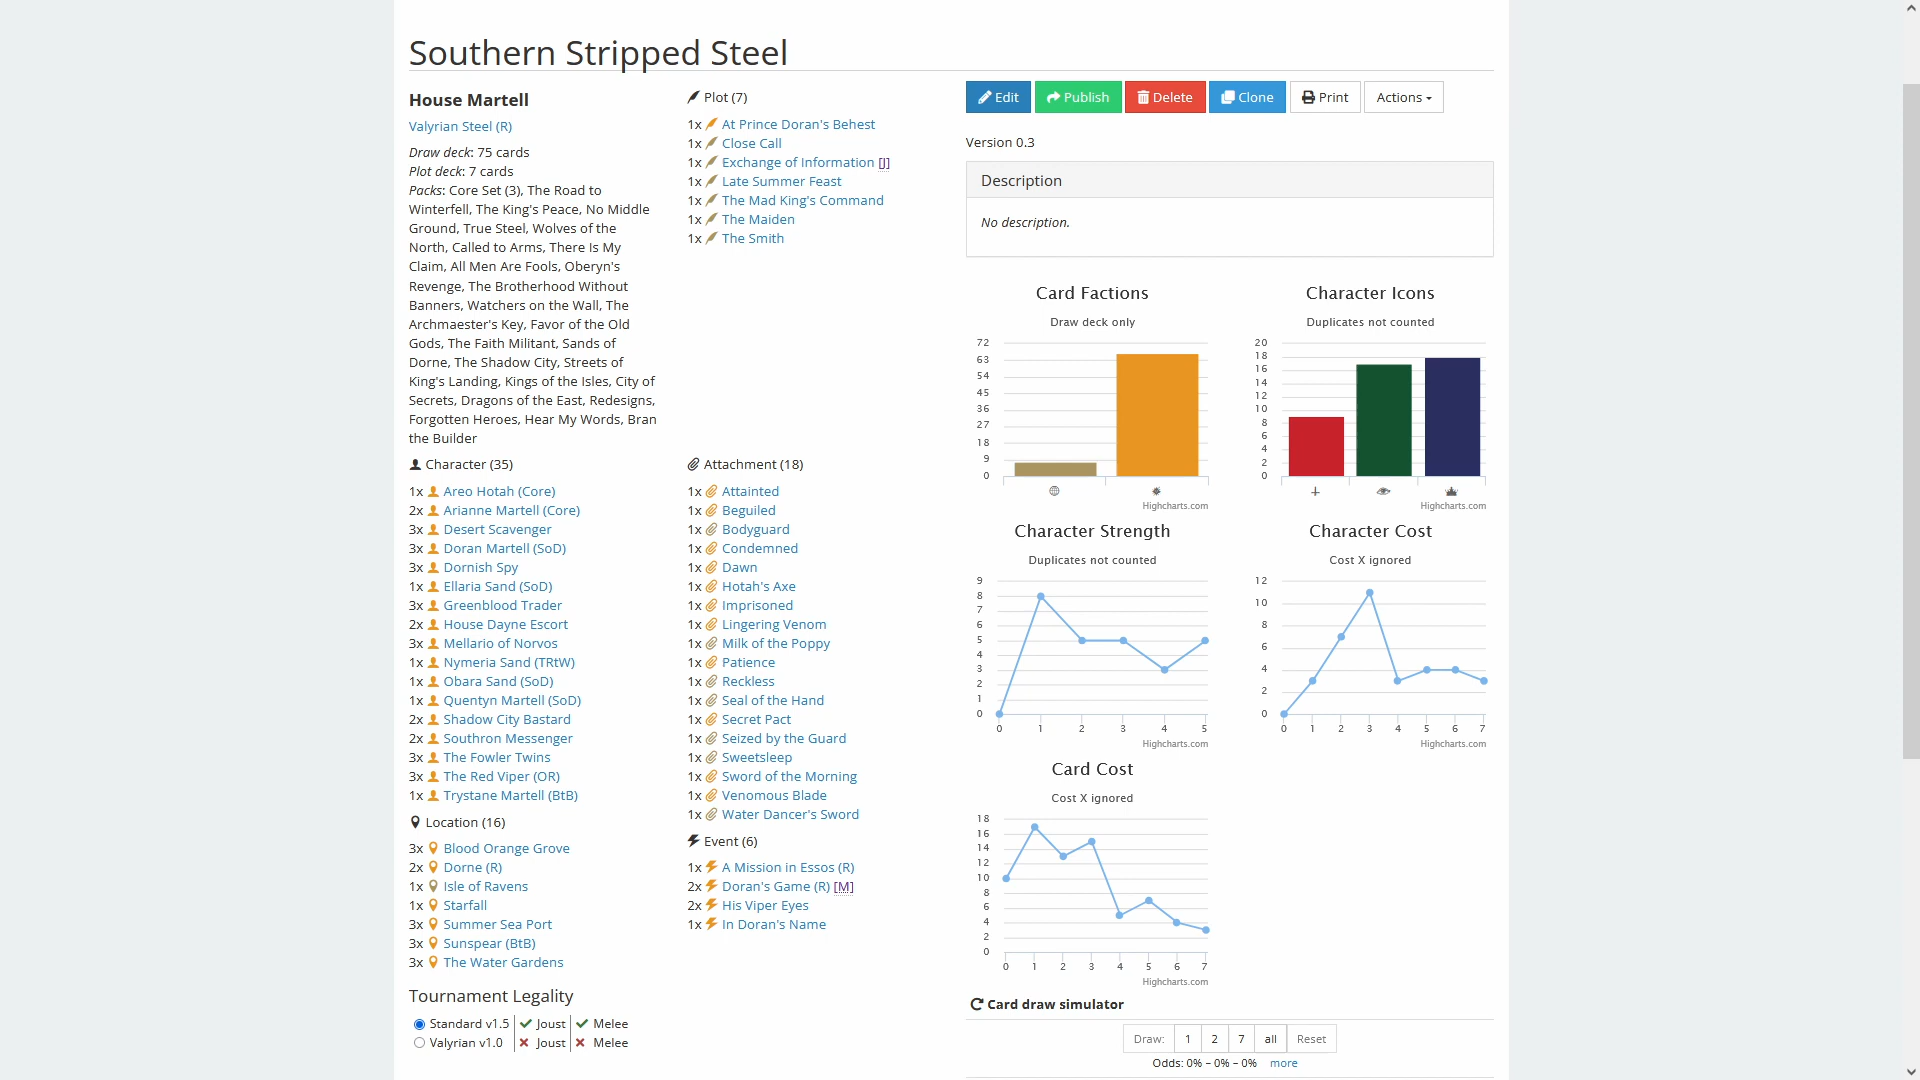 Southern Stripped Steel
House Martell
Valyrian Steel (R)
Draw deck: 75 cards
Plot deck: 7 cards
Packs: Core Set (3), The Road to
Winterfell, The King's Peace, No Middle
Ground, True Steel, Wolves of the
North, Called to Arms, There Is My
Claim, All Men Are Fools, Oberyn's
Revenge, The Brotherhood Without
Banners, Watchers on the Wall, The
Archmaester's Key, Favor of the Old
Gods, The Faith Militant, Sands of
Dorne, The Shadow City, Streets of
King's Landing, Kings of the Isles, City of
Secrets, Dragons of the East, Redesigns,
Forgotten Heroes, Hear My Words, Bran
the Builder
Plot (7)
1x At Prince Doran's Behest
1x Close Call
1x Exchange of Information [J]
1x Late Summer Feast
1x The Mad King's Command
1x The Maiden
1x The Smith
Character (35)
1x Areo Hotah (Core)
2x Arianne Martell (Core)
3x Desert Scavenger
3x Doran Martell (SoD)
3x Dornish Spy
1x Ellaria Sand (SoD)
3x Greenblood Trader
2x House Dayne Escort
3x Mellario of Norvos
1x Nymeria Sand (TRtW)
1x Obara Sand (SoD)
1x Quentyn Martell (SoD)
2x Shadow City Bastard
2x Southron Messenger
3x The Fowler Twins
3x The Red Viper (OR)
1x Trystane Martell (BtB)
Location (16)
3x Blood Orange Grove
2x Dorne (R)
1x Isle of Ravens
1x Starfall
3x Summer Sea Port
3x Sunspear (BtB)
3x The Water Gardens
Attachment (18)
1x Attainted
1x Beguiled
1x Bodyguard
1x Condemned
1x Dawn
1x Hotah's Axe
1x Imprisoned
1x Lingering Venom
1x Milk of the Poppy
1x Patience
1x Reckless
1x Seal of the Hand
1x Secret Pact
1x Seized by the Guard
1x Sweetsleep
1x Sword of the Morning
1x Venomous Blade
1x Water Dancer's Sword
Event (6)
1x A Mission in Essos (R)
2x Doran's Game (R) [M]
2x His Viper Eyes
1x In Doran's Name
Tournament Legality
Standard v1.5 Joust Melee
Valyrian v1.0 Joust Melee
Edit Publish Delete Clone Print Actions
Version 0.3
Description
No description.
Card Factions
Draw deck only
72
63
54
45
36
27
18
9
0
Highcharts.com
Character Icons
Duplicates not counted
20
18
16
14
12
10
8
6
4
2
0
Highcharts.com
Character Strength
Duplicates not counted
9
8
7
6
5
4
3
2
1
0
0 1 2 3 4 5
Highcharts.com
Character Cost
Cost X ignored
12
10
8
6
4
2
0
0 1 2 3 4 5 6 7
Highcharts.com
Card Cost
Cost X ignored
18
16
14
12
10
8
6
4
2
0
0 1 2 3 4 5 6 7
Highcharts.com
Card draw simulator
Draw: 1 2 7 all Reset
Odds: 0% – 0% – 0% more